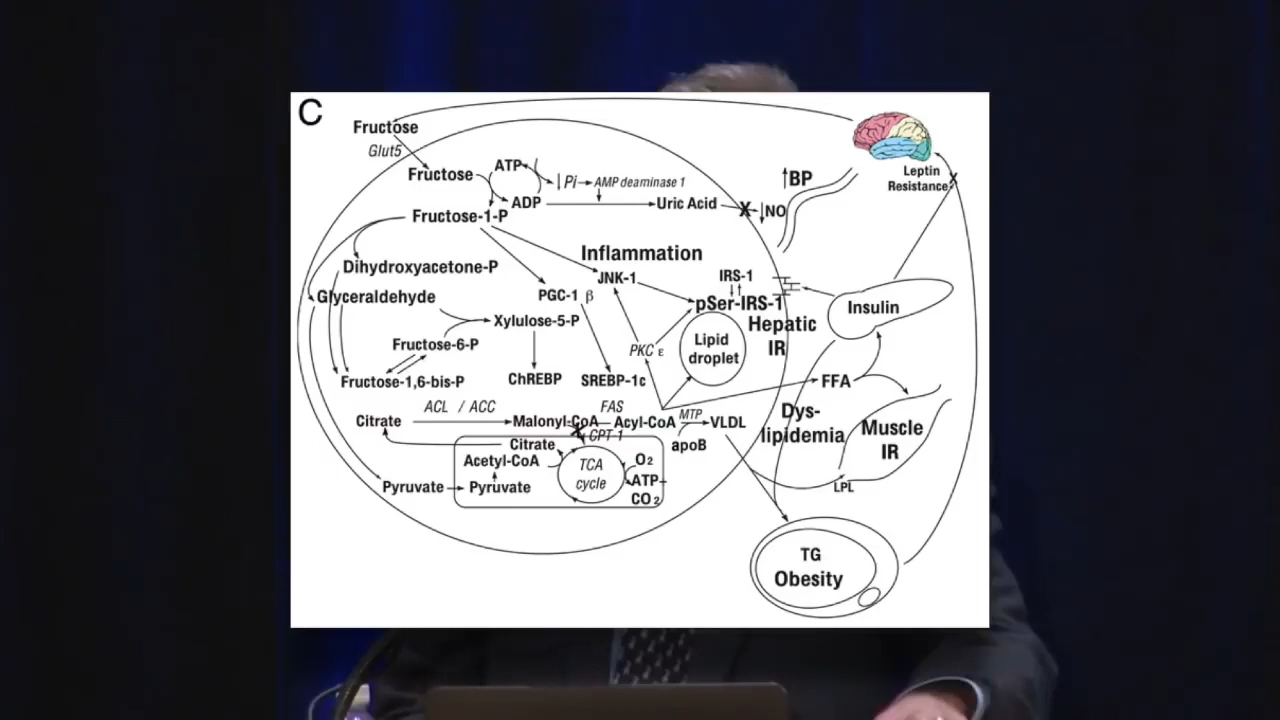 C
Fructose
Glut5
Fructose
ATP
↓Pi→AMP deaminase 1
↑BP
Leptin
Resistance
X
ADP
Uric Acid
X
↓NO
Fructose-1-P
Inflammation
JNK-1
IRS-1
Dihydroxyacetone-P
Glyceraldehyde
PGC-1 β
pSer-IRS-1
Insulin
Xylulose-5-P
Hepatic
IR
Fructose-6-P
PKC ε
Lipid
droplet
Fructose-1,6-bis-P
ChREBP
SREBP-1c
FFA
Citrate
ACL / ACC
Malonyl-CoA
FAS
Acyl-CoA
MTP
VLDL
apoB
Dys-
lipidemia
Muscle
IR
X
CPT-1
Citrate
Acetyl-CoA
TCA
cycle
O2
ATP
CO2
Pyruvate
Pyruvate
LPL
TG
Obesity